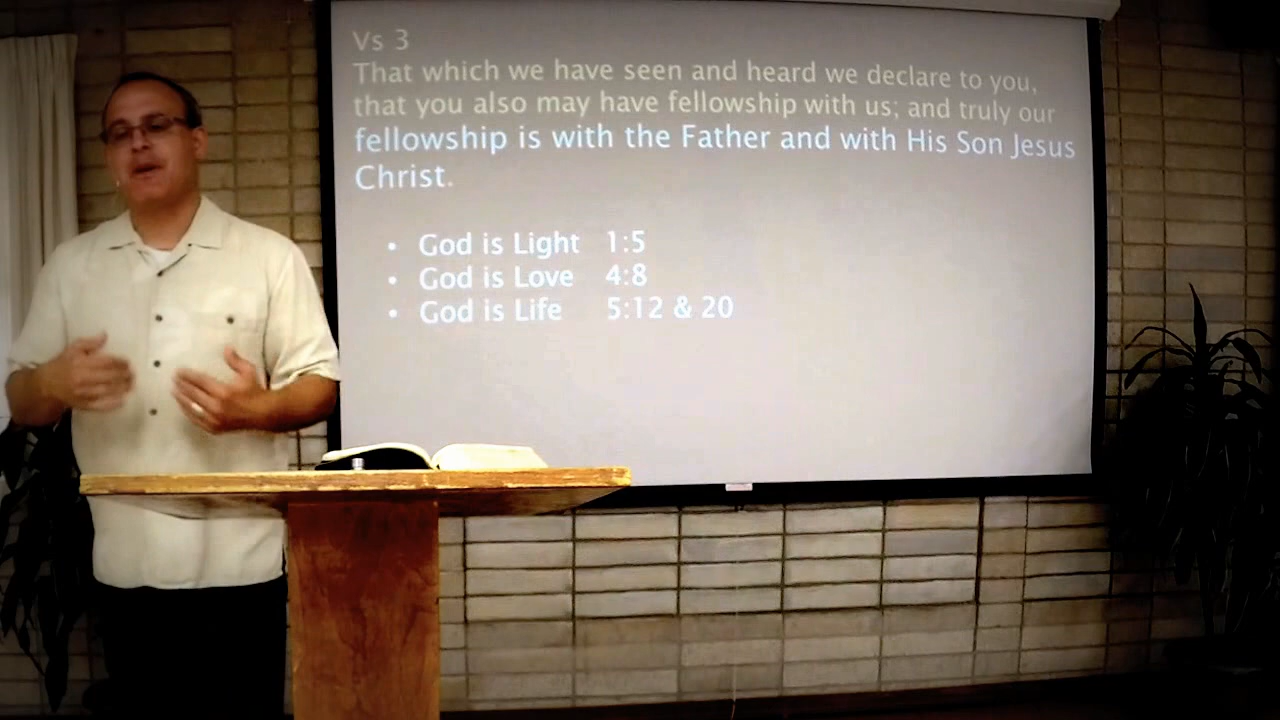 Vs 3
That which we have seen and heard we declare to you,
that you also may have fellowship with us; and truly our
fellowship is with the Father and with His Son Jesus
Christ.
• God is Light 1:5
• God is Love 4:8
• God is Life 5:12 & 20